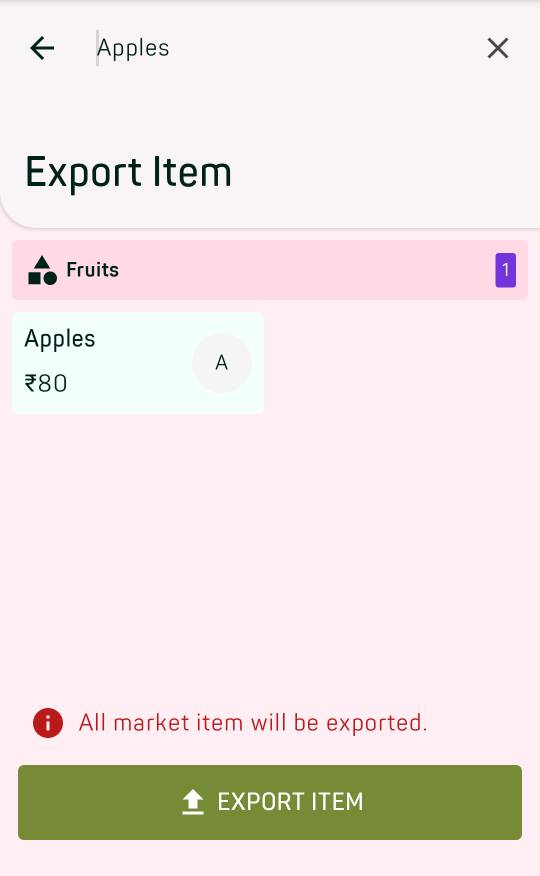 Apples
Export Item
Fruits
1
Apples
A
₹80
All market item will be exported.
EXPORT ITEM